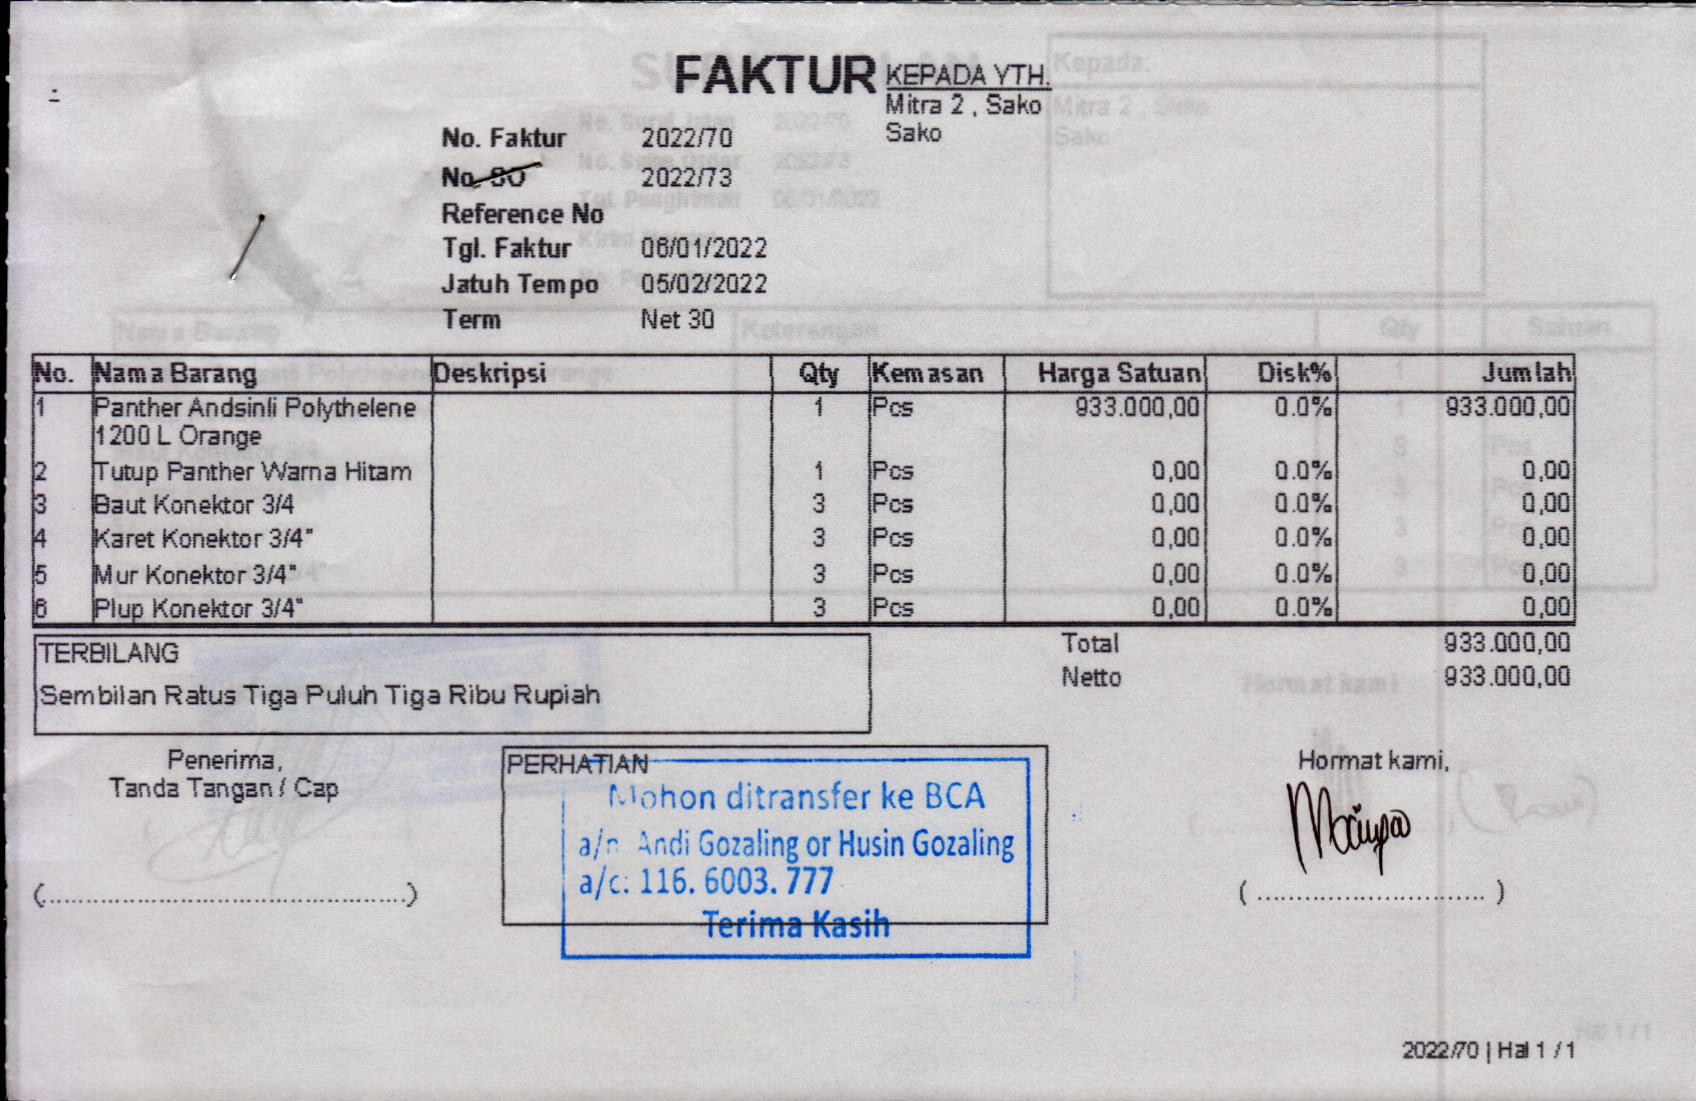 FAKTUR
KEPADA YTH.
Mitra 2 , Sako
Sako
No. Faktur 2022/70
No. SO 2022/73
Reference No
Tgl. Faktur 06/01/2022
Jatuh Tempo 05/02/2022
Term Net 30
No. Nama Barang Deskripsi Qty Kemasan Harga Satuan Disk% Jumlah
1 Panther Andsinli Polythelene 1 Pcs 933.000,00 0.0% 933.000,00
1200 L Orange
2 Tutup Panther Warna Hitam 1 Pcs 0,00 0.0% 0,00
3 Baut Konektor 3/4 3 Pcs 0,00 0.0% 0,00
4 Karet Konektor 3/4" 3 Pcs 0,00 0.0% 0,00
5 Mur Konektor 3/4" 3 Pcs 0,00 0.0% 0,00
6 Plup Konektor 3/4" 3 Pcs 0,00 0.0% 0,00
Total 933.000,00
Netto 933.000,00
TERBILANG
Sembilan Ratus Tiga Puluh Tiga Ribu Rupiah
Penerima,
Tanda Tangan / Cap
(................................................)
PERHATIAN
Mohon ditransfer ke BCA
a/n Andi Gozaling or Husin Gozaling
a/c: 116. 6003. 777
Terima Kasih
Hormat kami,
( .............................. )
2022/70 | Hal 1 / 1